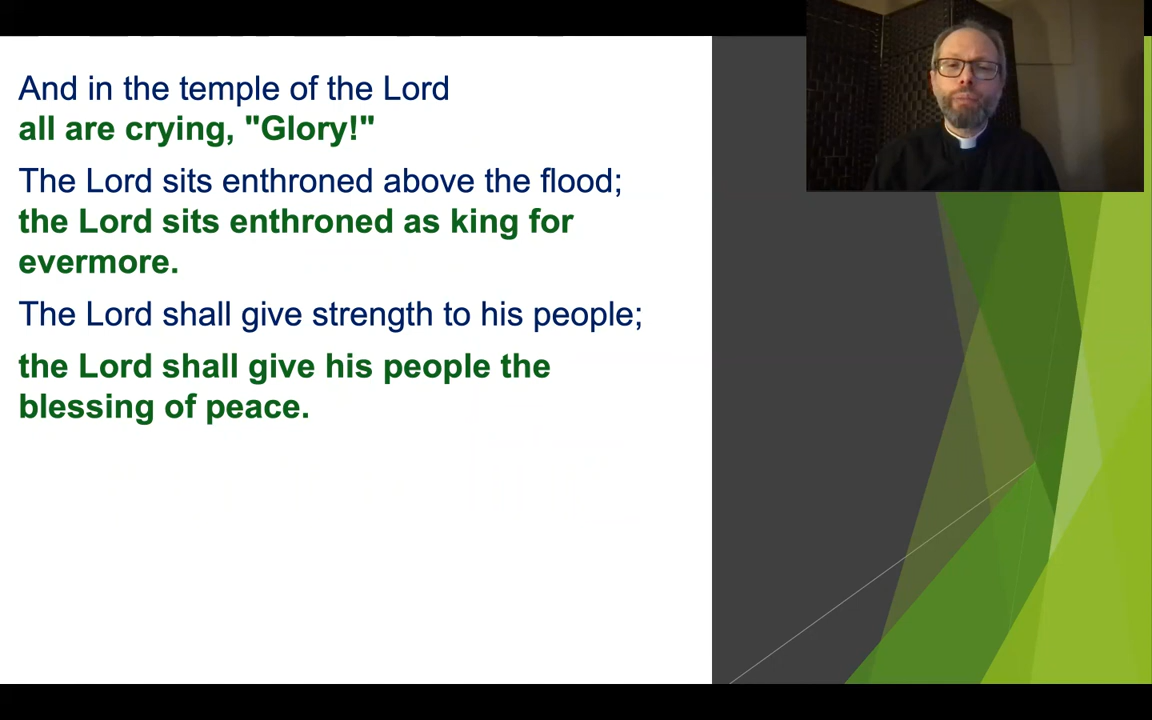 And in the temple of the Lord
all are crying, "Glory!"
The Lord sits enthroned above the flood;
the Lord sits enthroned as king for
evermore.
The Lord shall give strength to his people;
the Lord shall give his people the
blessing of peace.